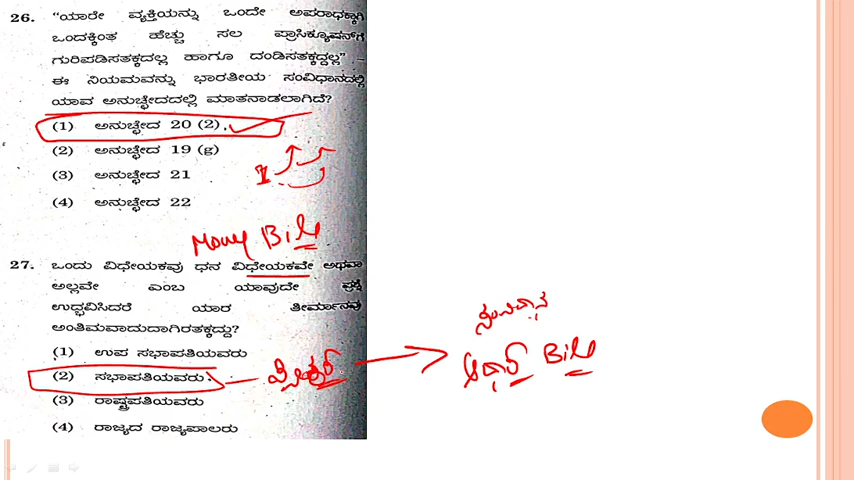 26. "ಯಾರೇ ವ್ಯಕ್ತಿಯನ್ನು ಒಂದೇ ಅಪರಾಧಕ್ಕಾಗಿ
ಒಂದಕ್ಕಿಂತ ಹೆಚ್ಚು ಸಲ ಪ್ರಾಸಿಕ್ಯೂಷನ್‌ಗೆ
ಗುರಿಪಡಿಸತಕ್ಕದಲ್ಲ ಹಾಗೂ ದಂಡಿಸತಕ್ಕದ್ದಲ್ಲ" –
ಈ ನಿಯಮವನ್ನು ಭಾರತೀಯ ಸಂವಿಧಾನದಲ್ಲಿ
ಯಾವ ಅನುಚ್ಛೇದದಲ್ಲಿ ಮಾತನಾಡಲಾಗಿದೆ?
(1) ಅನುಚ್ಛೇದ 20 (2).
(2) ಅನುಚ್ಛೇದ 19 (g)
(3) ಅನುಚ್ಛೇದ 21
(4) ಅನುಚ್ಛೇದ 22
Money Bill
27. ಒಂದು ವಿಧೇಯಕವು ಧನ ವಿಧೇಯಕವೇ ಅಥವಾ
ಅಲ್ಲವೇ ಎಂಬ ಯಾವುದೇ ಪ್ರಶ್ನೆ
ಉದ್ಭವಿಸಿದರೆ ಯಾರ ತೀರ್ಮಾನವು
ಅಂತಿಮವಾದುದಾಗಿರತಕ್ಕದ್ದು?
(1) ಉಪ ಸಭಾಪತಿಯವರು
(2) ಸಭಾಪತಿಯವರು
(3) ರಾಷ್ಟ್ರಪತಿಯವರು
(4) ರಾಜ್ಯದ ರಾಜ್ಯಪಾಲರು
ಸ್ಪೀಕರ್
ಸಂವಿಧಾನ
ಆಧಾರ್ Bill